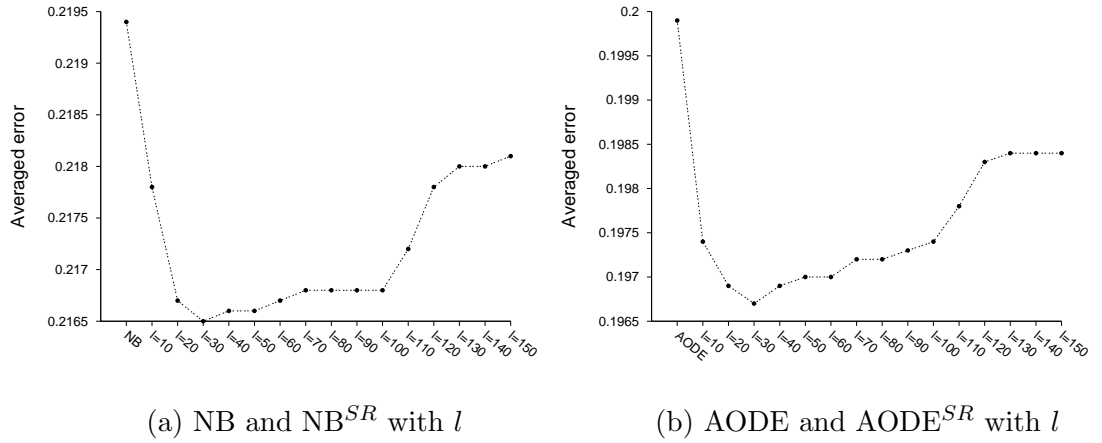 0.2195
0.219
0.2185
0.218
0.2175
0.217
0.2165
Averaged error
NB
l=10
l=20
l=30
l=40
l=50
l=60
l=70
l=80
l=90
l=100
l=110
l=120
l=130
l=140
l=150
(a) NB and NB^{SR} with l
0.2
0.1995
0.199
0.1985
0.198
0.1975
0.197
0.1965
Averaged error
AODE
l=10
l=20
l=30
l=40
l=50
l=60
l=70
l=80
l=90
l=100
l=110
l=120
l=130
l=140
l=150
(b) AODE and AODE^{SR} with l